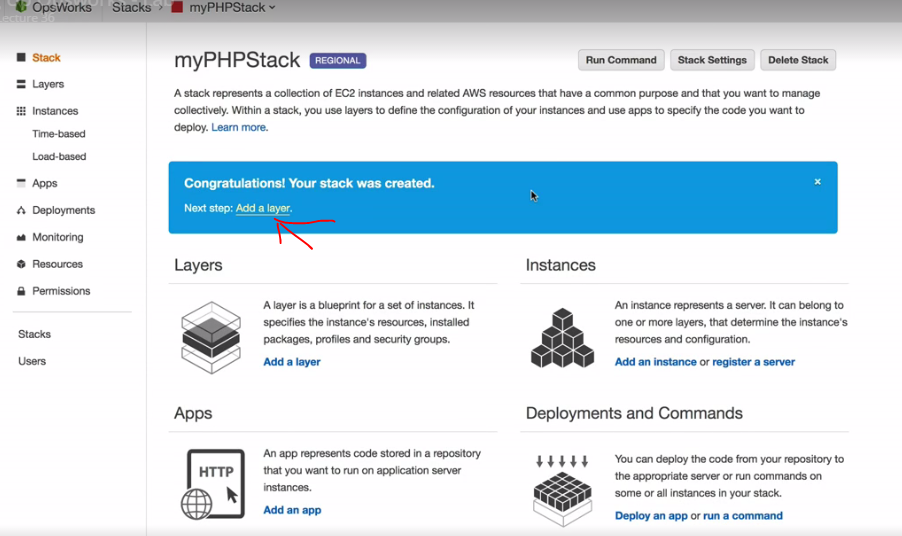 OpsWorks Stacks myPHPStack
Lecture 36
Stack
Layers
Instances
Time-based
Load-based
Apps
Deployments
Monitoring
Resources
Permissions
Stacks
Users
myPHPStack REGIONAL
Run Command Stack Settings Delete Stack
A stack represents a collection of EC2 instances and related AWS resources that have a common purpose and that you want to manage
collectively. Within a stack, you use layers to define the configuration of your instances and use apps to specify the code you want to
deploy. Learn more.
Congratulations! Your stack was created. ×
Next step: Add a layer.
Layers
A layer is a blueprint for a set of instances. It
specifies the instance's resources, installed
packages, profiles and security groups.
Add a layer
Instances
An instance represents a server. It can belong to
one or more layers, that determine the instance's
resources and configuration.
Add an instance or register a server
Apps
HTTP
An app represents code stored in a repository
that you want to run on application server
instances.
Add an app
Deployments and Commands
You can deploy the code from your repository to
the appropriate server or run commands on
some or all instances in your stack.
Deploy an app or run a command